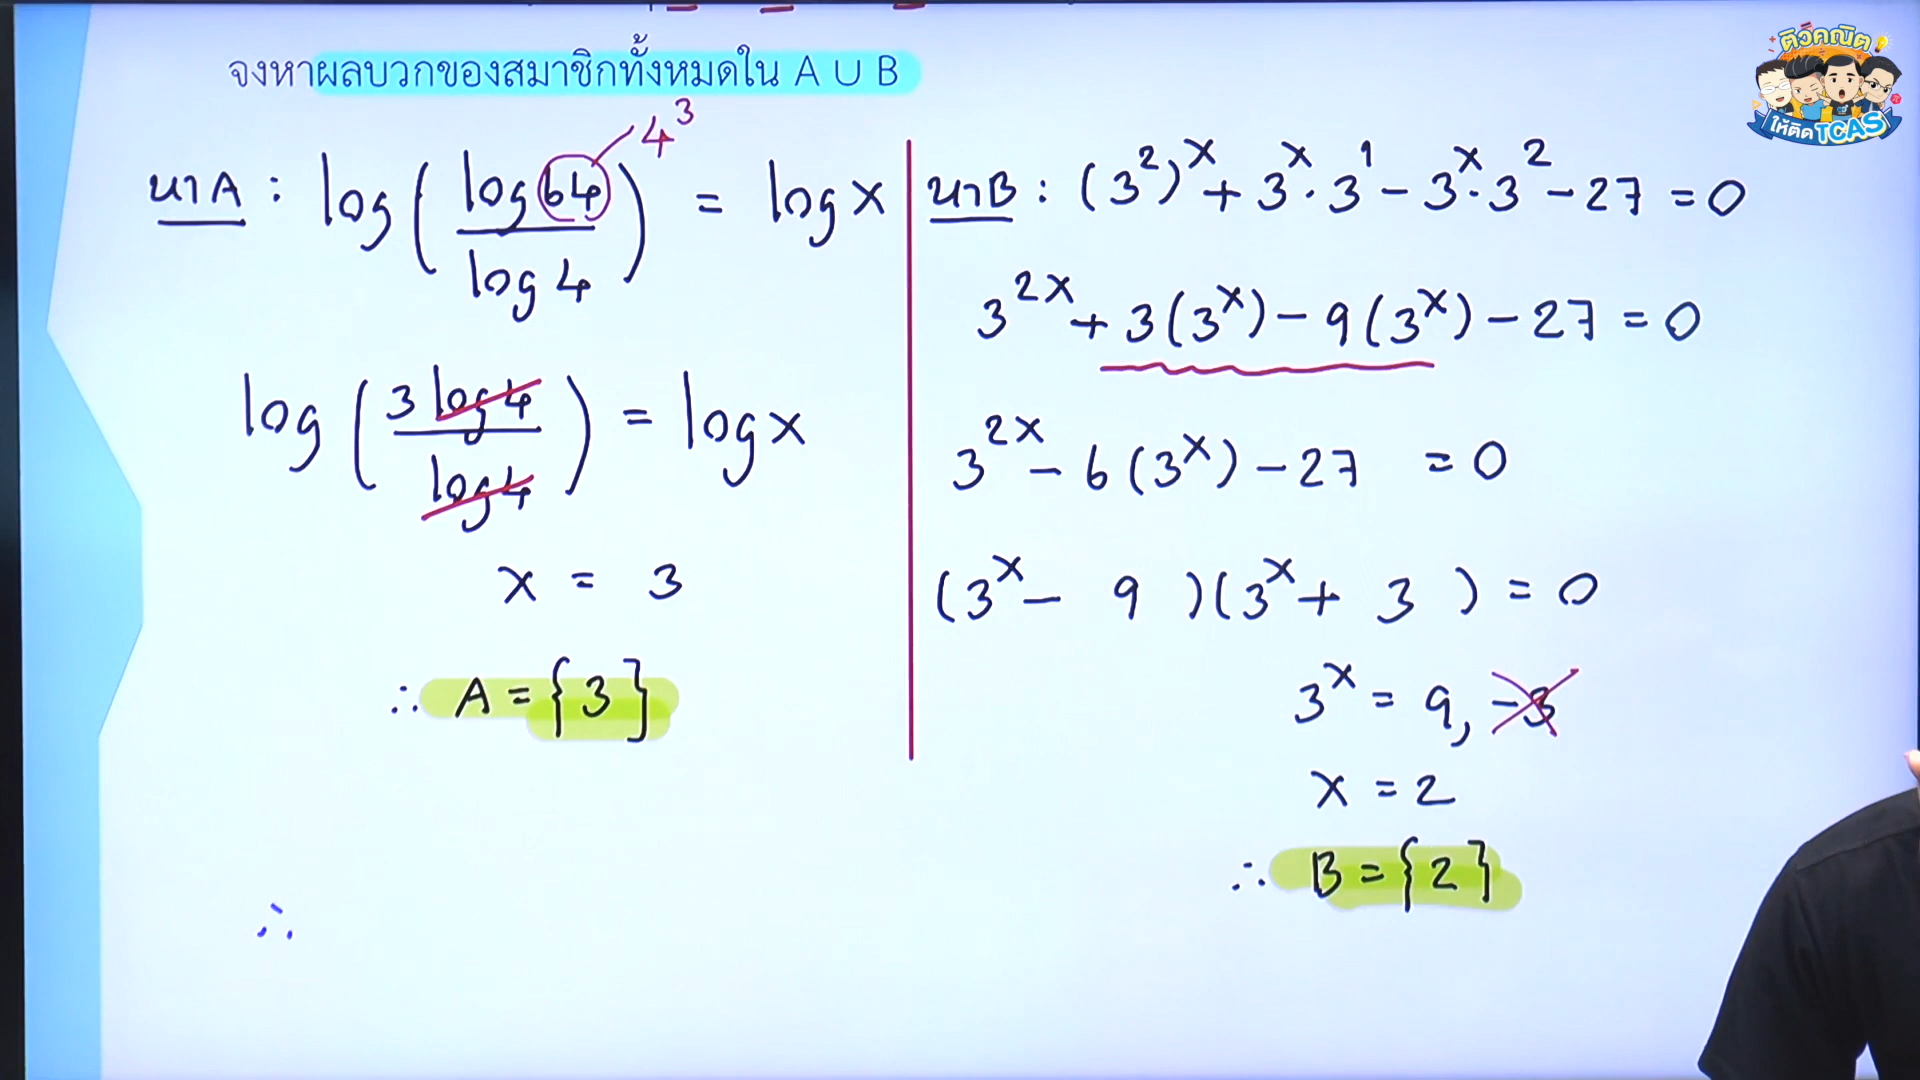 จงหาผลบวกของสมาชิกทั้งหมดใน A ∪ B
ติวคณิต
ให้ติด TCAS
4³
หา A : log(log 64 / log 4) = log x
log(3 log 4 / log 4) = log x
x = 3
∴ A = {3}
หา B : (3²)ˣ + 3ˣ · 3¹ − 3ˣ · 3² − 27 = 0
3²ˣ + 3(3ˣ) − 9(3ˣ) − 27 = 0
3²ˣ − 6(3ˣ) − 27 = 0
(3ˣ − 9)(3ˣ + 3) = 0
3ˣ = 9, −3
x = 2
∴ B = {2}
∴